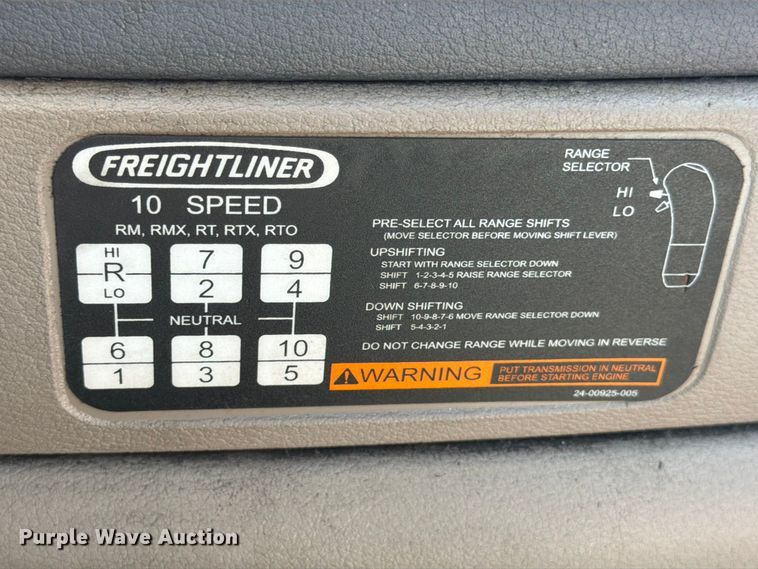 FREIGHTLINER
10 SPEED
RM, RMX, RT, RTX, RTO
HI
R
LO
7
2
9
4
NEUTRAL
6
1
8
3
10
5
RANGE
SELECTOR
HI
LO
PRE-SELECT ALL RANGE SHIFTS
(MOVE SELECTOR BEFORE MOVING SHIFT LEVER)
UPSHIFTING
START WITH RANGE SELECTOR DOWN
SHIFT 1-2-3-4-5 RAISE RANGE SELECTOR
SHIFT 6-7-8-9-10
DOWN SHIFTING
SHIFT 10-9-8-7-6 MOVE RANGE SELECTOR DOWN
SHIFT 5-4-3-2-1
DO NOT CHANGE RANGE WHILE MOVING IN REVERSE
WARNING
PUT TRANSMISSION IN NEUTRAL
BEFORE STARTING ENGINE
24-00925-005
Purple Wave Auction